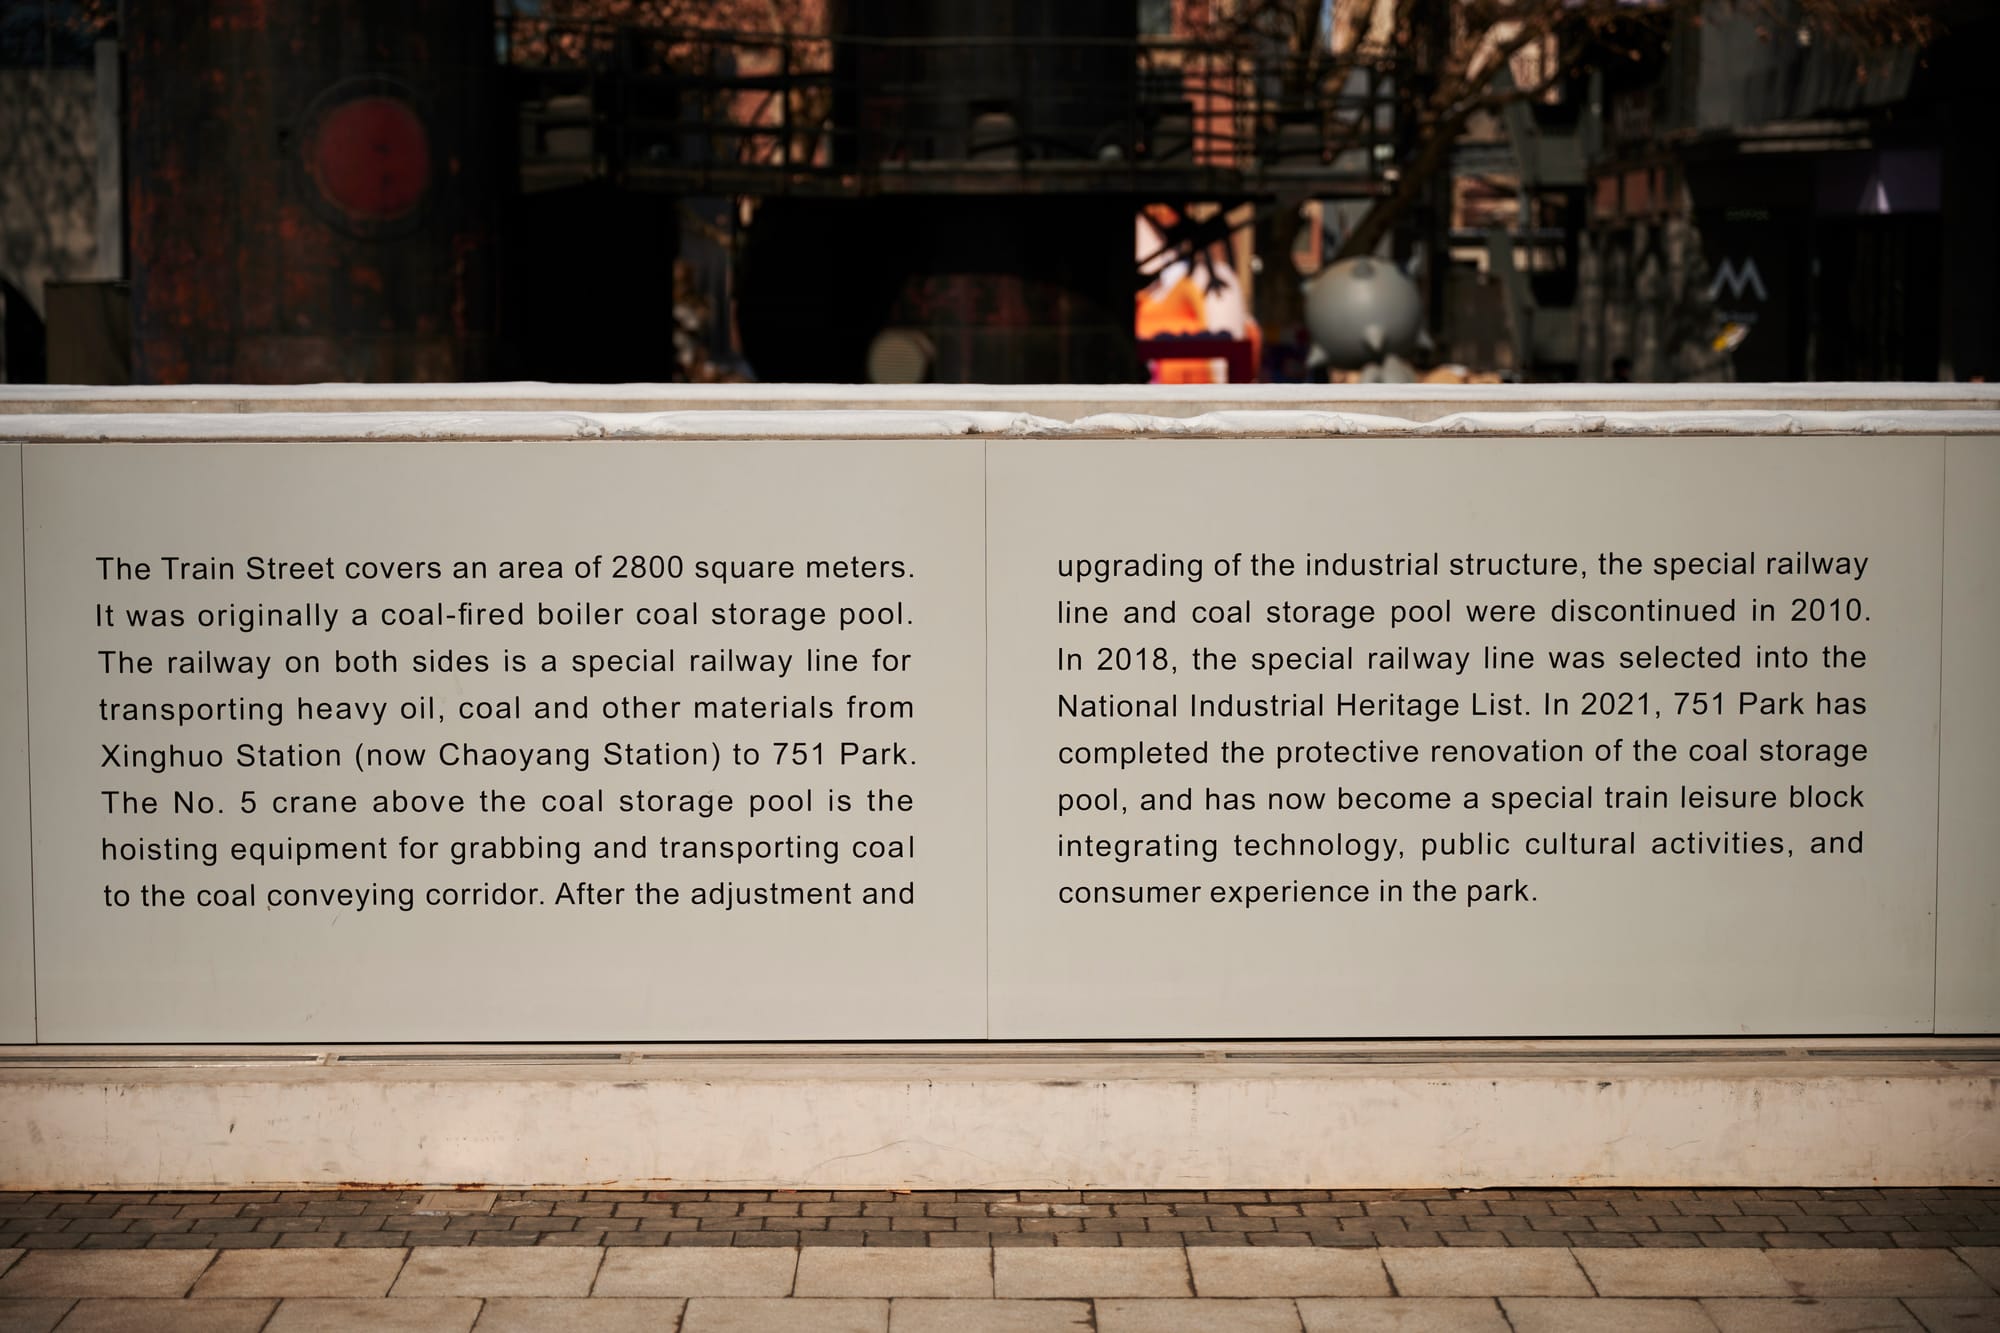 The Train Street covers an area of 2800 square meters.
It was originally a coal-fired boiler coal storage pool.
The railway on both sides is a special railway line for
transporting heavy oil, coal and other materials from
Xinghuo Station (now Chaoyang Station) to 751 Park.
The No. 5 crane above the coal storage pool is the
hoisting equipment for grabbing and transporting coal
to the coal conveying corridor. After the adjustment and
upgrading of the industrial structure, the special railway
line and coal storage pool were discontinued in 2010.
In 2018, the special railway line was selected into the
National Industrial Heritage List. In 2021, 751 Park has
completed the protective renovation of the coal storage
pool, and has now become a special train leisure block
integrating technology, public cultural activities, and
consumer experience in the park.
M